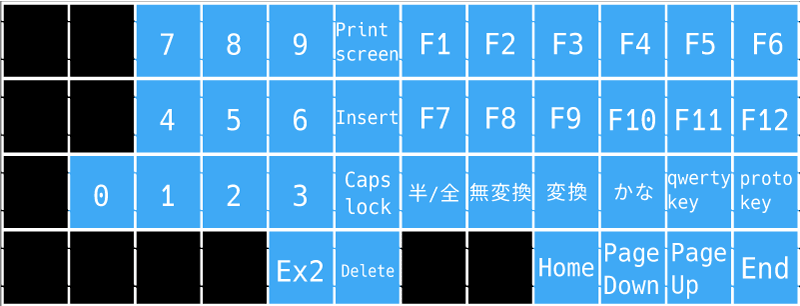 7 8 9 Print screen F1 F2 F3 F4 F5 F6
4 5 6 Insert F7 F8 F9 F10 F11 F12
0 1 2 3 Caps lock 半/全 無変換 変換 かな qwerty key proto key
Ex2 Delete Home Page Down Page Up End